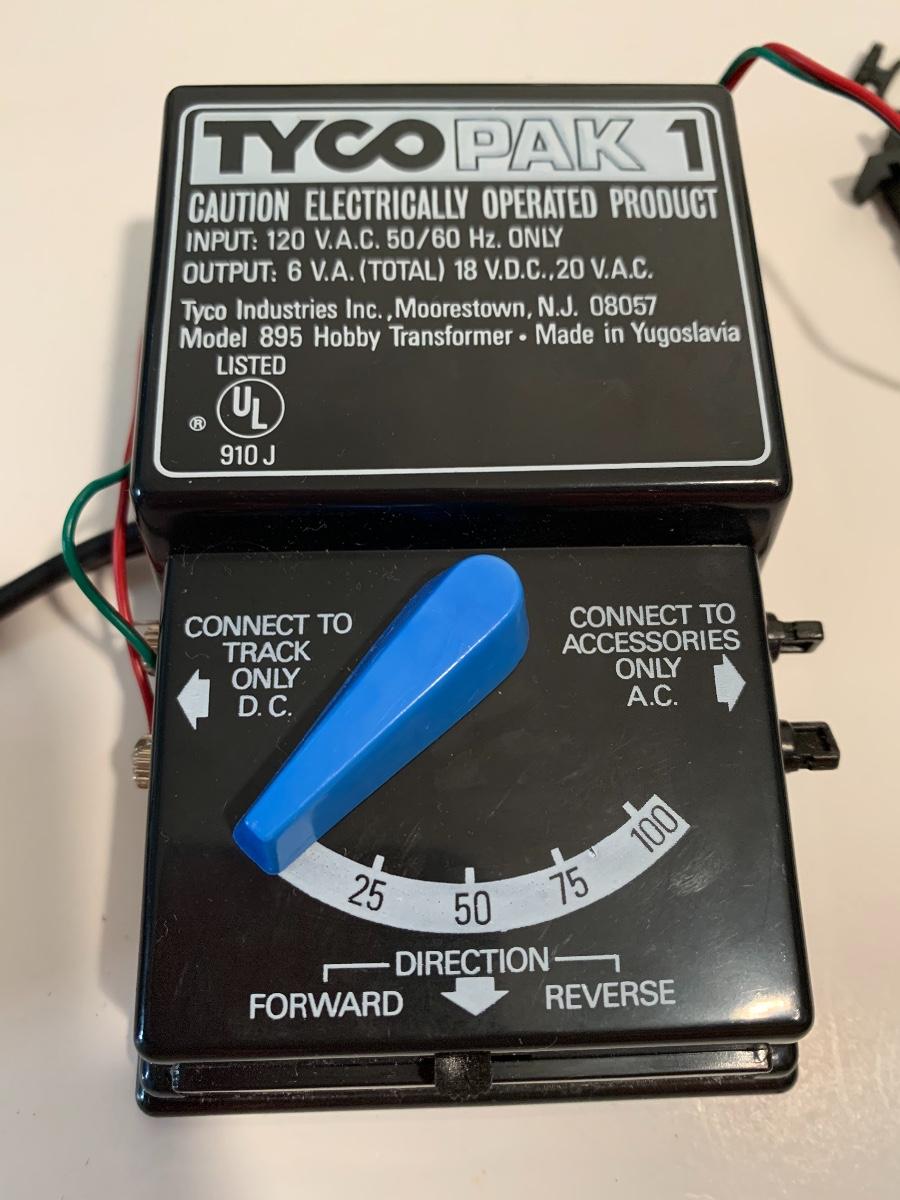 TYCO PAK 1
CAUTION ELECTRICALLY OPERATED PRODUCT
INPUT: 120 V.A.C. 50/60 Hz. ONLY
OUTPUT: 6 V.A. (TOTAL) 18 V.D.C., 20 V.A.C.
Tyco Industries Inc., Moorestown, N.J. 08057
Model 895 Hobby Transformer • Made in Yugoslavia
LISTED
® UL
910 J
CONNECT TO
TRACK
ONLY
D.C.
CONNECT TO
ACCESSORIES
ONLY
A.C.
25 50 75 100
DIRECTION
FORWARD REVERSE